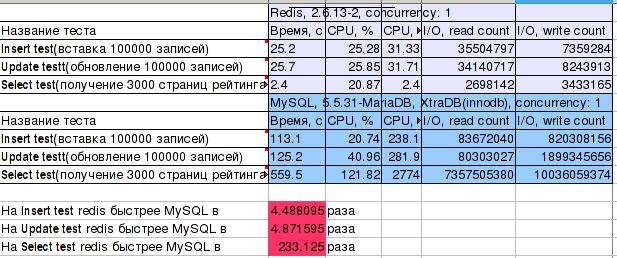 Redis, 2.6.13-2, concurrency: 1
Название теста Время, с CPU, % CPU, I/O, read count I/O, write count
Insert test(вставка 100000 записей) 25.2 25.28 31.33 35504797 7359284
Update testt(обновление 100000 записей) 25.7 25.85 31.71 34140717 8243913
Select test(получение 3000 страниц рейтинга 2.4 20.87 2.4 2698142 3433165
MySQL, 5.5.31-MariaDB, XtraDB(innodb), concurrency: 1
Название теста Время, с CPU, % CPU, I/O, read count I/O, write count
Insert test(вставка 100000 записей) 113.1 20.74 238.1 83672040 820308156
Update testt(обновление 100000 записей) 125.2 40.96 281.9 80303027 1899345656
Select test(получение 3000 страниц рейтинга 559.5 121.82 2774 7357505380 10036059374
На Insert test redis быстрее MySQL в 4.488095 раза
На Update test redis быстрее MySQL в 4.871595 раза
На Select test redis быстрее MySQL в 233.125 раза